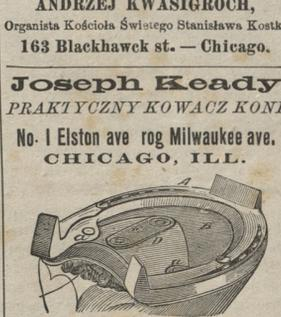 ANDRZEJ KWASIGROCH,
Organista Kościoła Świętego Stanisława Kostk
163 Blackhawck st. — Chicago.
Joseph Keady
PRAKTYCZNY KOWACZ KONI
No. 1 Elston ave rog Milwaukee ave.
CHICAGO, ILL.
A
B
B